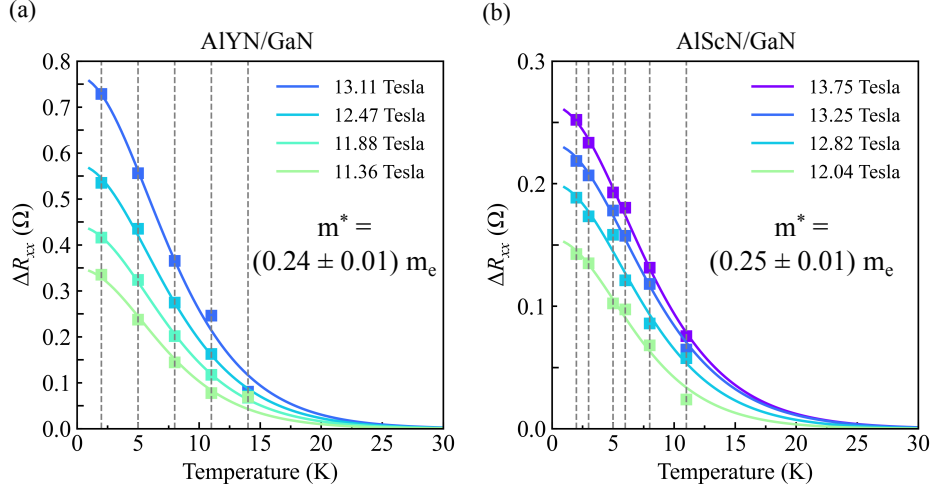 (a)
AlYN/GaN
0.8
0.7
0.6
0.5
0.4
0.3
0.2
0.1
0.0
ΔRxx (Ω)
13.11 Tesla
12.47 Tesla
11.88 Tesla
11.36 Tesla
m* =
(0.24 ± 0.01) me
0 5 10 15 20 25 30
Temperature (K)
(b)
AlScN/GaN
0.3
0.2
0.1
0.0
ΔRxx (Ω)
13.75 Tesla
13.25 Tesla
12.82 Tesla
12.04 Tesla
m* =
(0.25 ± 0.01) me
0 5 10 15 20 25 30
Temperature (K)